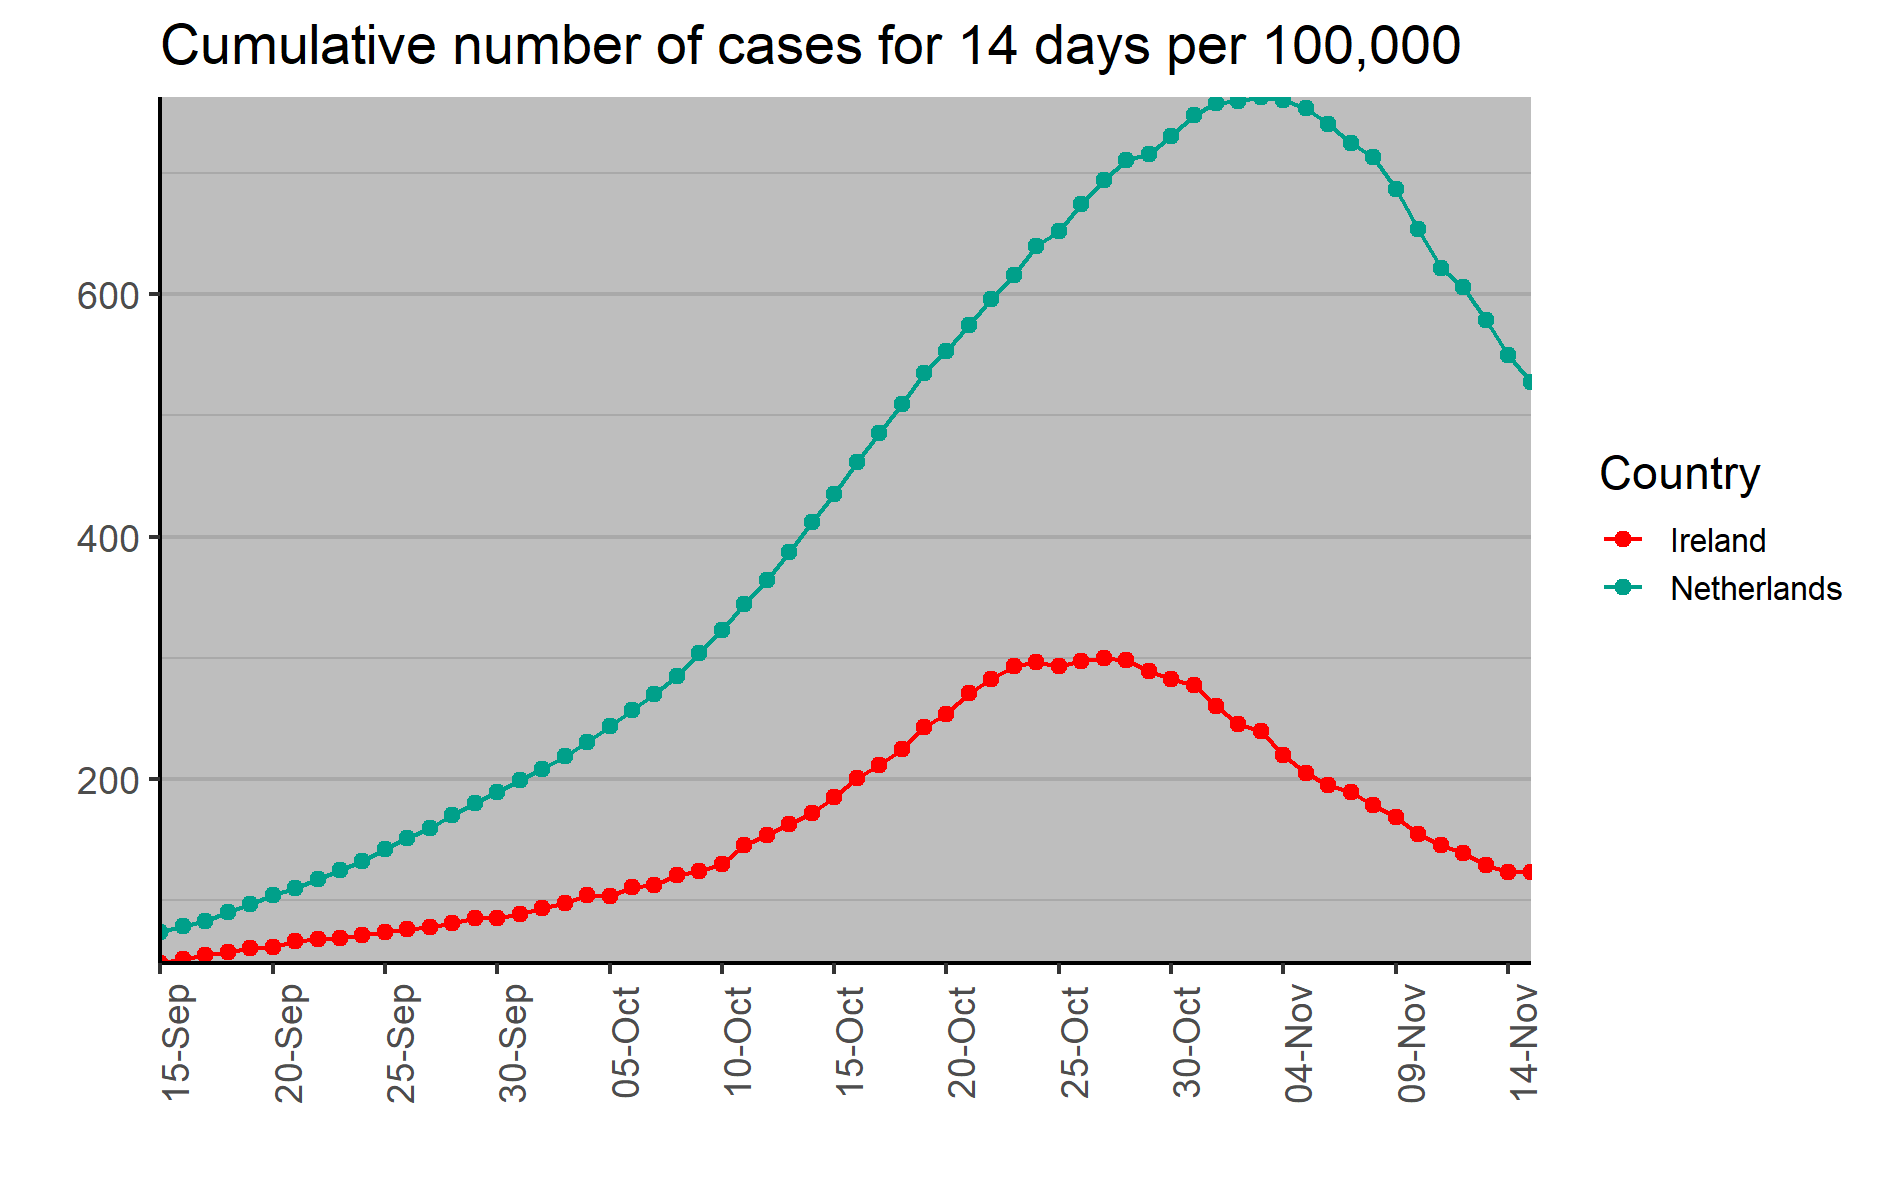 Cumulative number of cases for 14 days per 100,000
600
400
200
15-Sep
20-Sep
25-Sep
30-Sep
05-Oct
10-Oct
15-Oct
20-Oct
25-Oct
30-Oct
04-Nov
09-Nov
14-Nov
Country
Ireland
Netherlands